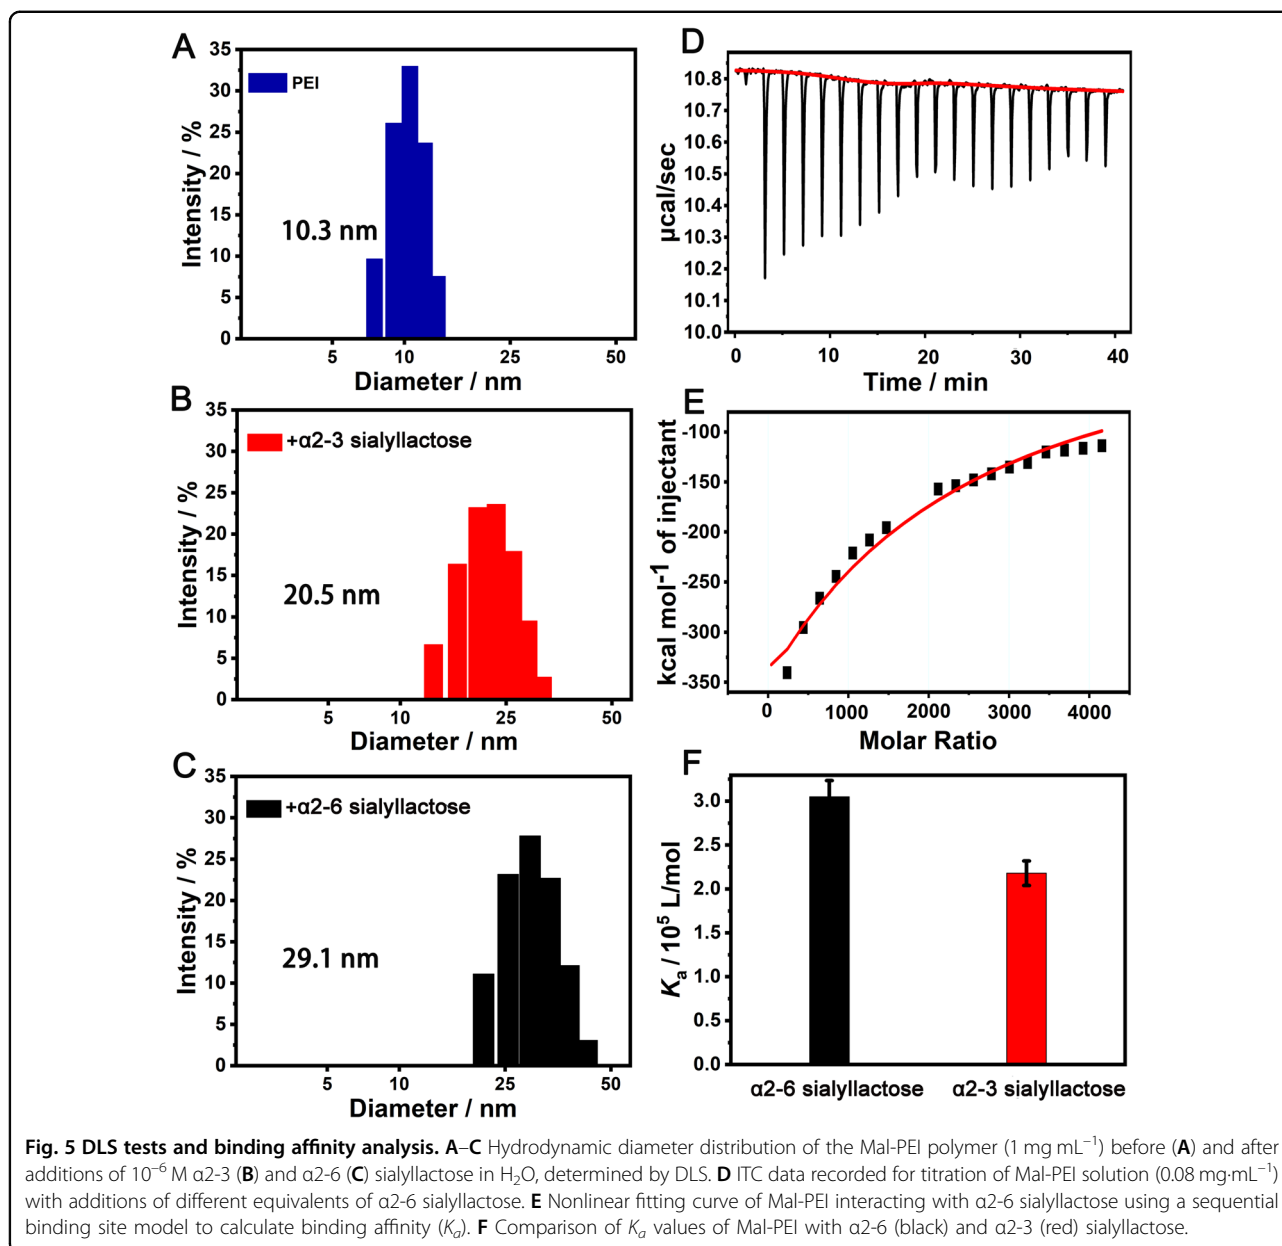 A
35
30
25
20
15
10
5
0
Intensity / %
PEI
10.3 nm
5 10 25 50
Diameter / nm
B
35
30
25
20
15
10
5
0
Intensity / %
+α2-3 sialyllactose
20.5 nm
5 10 25 50
Diameter / nm
C
35
30
25
20
15
10
5
0
Intensity / %
+α2-6 sialyllactose
29.1 nm
5 10 25 50
Diameter / nm
D
10.8
10.7
10.6
10.5
10.4
10.3
10.2
10.1
10.0
µcal/sec
0 10 20 30 40
Time / min
E
-100
-150
-200
-250
-300
-350
kcal mol⁻¹ of injectant
0 1000 2000 3000 4000
Molar Ratio
F
3.0
2.5
2.0
1.5
1.0
0.5
0.0
Kₐ / 10⁵ L/mol
α2-6 sialyllactose α2-3 sialyllactose
Fig. 5 DLS tests and binding affinity analysis. A–C Hydrodynamic diameter distribution of the Mal-PEI polymer (1 mg mL⁻¹) before (A) and after
additions of 10⁻⁶ M α2-3 (B) and α2-6 (C) sialyllactose in H₂O, determined by DLS. D ITC data recorded for titration of Mal-PEI solution (0.08 mg·mL⁻¹)
with additions of different equivalents of α2-6 sialyllactose. E Nonlinear fitting curve of Mal-PEI interacting with α2-6 sialyllactose using a sequential
binding site model to calculate binding affinity (Kₐ). F Comparison of Kₐ values of Mal-PEI with α2-6 (black) and α2-3 (red) sialyllactose.